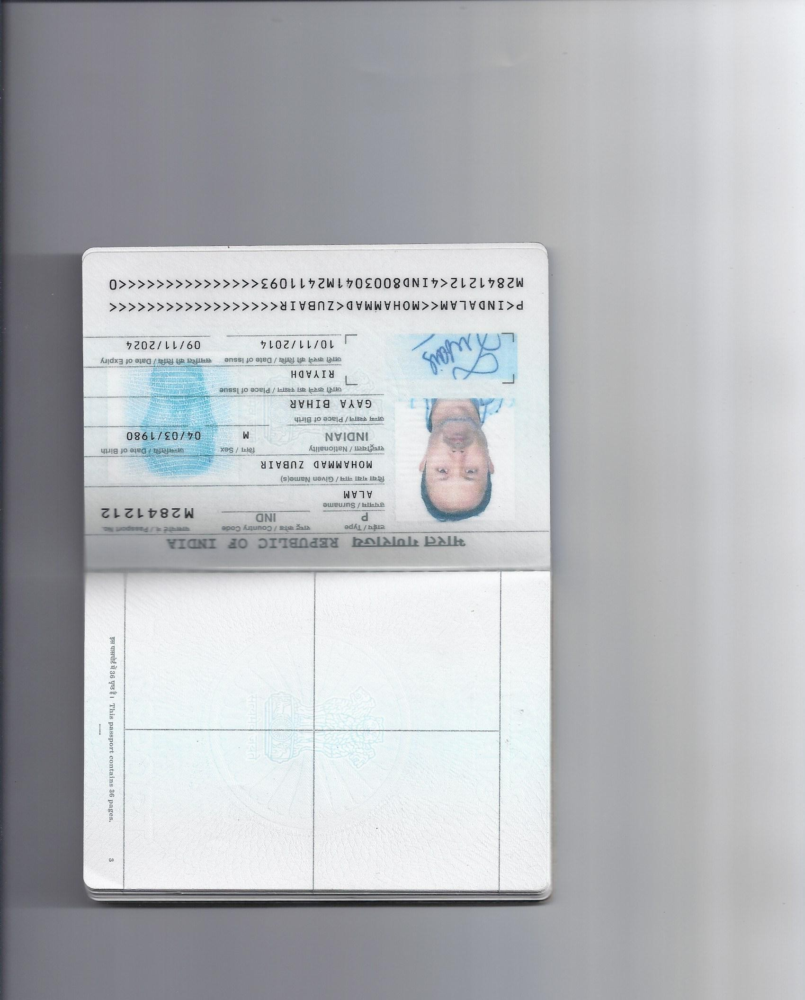 भारत गणराज्य REPUBLIC OF INDIA
टाईप / Type राष्ट्र कोड / Country Code पासपोर्ट न. / Passport No.
P IND M2841212
उपनाम / Surname
ALAM
दिया गया नाम / Given Name(s)
MOHAMMAD ZUBAIR
राष्ट्रीयता / Nationality लिंग / Sex जन्मतिथि / Date of Birth
INDIAN M 04/03/1980
जन्म स्थान / Place of Birth
GAYA BIHAR
जारी करने का स्थान / Place of Issue
RIYADH
जारी करने की तिथि / Date of Issue समाप्ति की तिथि / Date of Expiry
10/11/2014 09/11/2024
P<INDALAM<<MOHAMMAD<ZUBAIR<<<<<<<<<<<<<<<<<<
M2841212<4IND8003041M2411093<<<<<<<<<<<<<<<0
इस पासपोर्ट में 36 पृष्ठ है। This passport contains 36 pages.
3